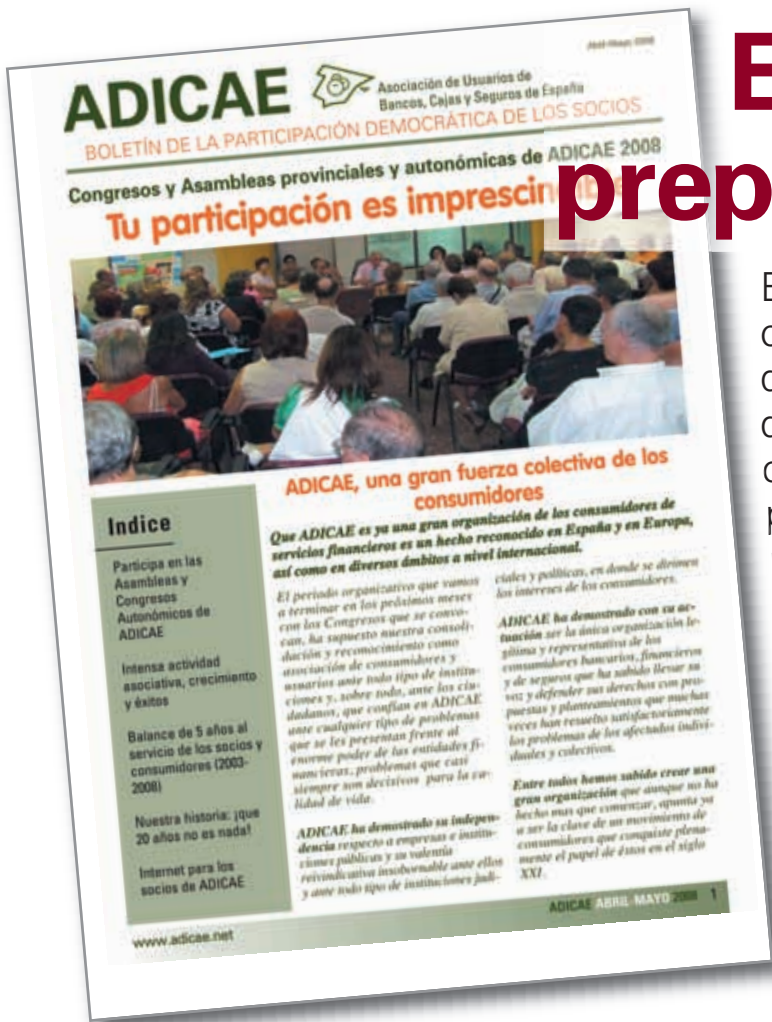 Abril-Mayo 2008
ADICAE
Asociación de Usuarios de
Bancos, Cajas y Seguros de España
BOLETÍN DE LA PARTICIPACIÓN DEMOCRÁTICA DE LOS SOCIOS
Congresos y Asambleas provinciales y autonómicas de ADICAE 2008
Tu participación es imprescin
E
prep
ADICAE, una gran fuerza colectiva de los
consumidores
Que ADICAE es ya una gran organización de los consumidores de
servicios financieros es un hecho reconocido en España y en Europa,
así como en diversos ámbitos a nivel internacional.
El periodo organizativo que vamos
a terminar en los próximos meses
con los Congresos que se convo-
can, ha supuesto nuestra consoli-
dación y reconocimiento como
asociación de consumidores y
usuarios ante todo tipo de institu-
ciones y, sobre todo, ante los ciu-
dadanos, que confían en ADICAE
ante cualquier tipo de problemas
que se les presentan frente al
enorme poder de las entidades fi-
nancieras, problemas que casi
siempre son decisivos para la ca-
lidad de vida.
ADICAE ha demostrado su indepen-
dencia respecto a empresas e institu-
ciones públicas y su valentía
reivindicativa insobornable ante ellos
y ante todo tipo de instituciones judi-
ciales y políticas, en donde se dirimen
los intereses de los consumidores.
ADICAE ha demostrado con su ac-
tuación ser la única organización le-
gítima y representativa de los
consumidores bancarios, financieros
y de seguros que ha sabido llevar su
voz y defender sus derechos con pro-
puestas y planteamientos que muchas
veces han resuelto satisfactoriamente
los problemas de los afectados indivi-
duales y colectivos.
Entre todos hemos sabido crear una
gran organización que aunque no ha
hecho mas que comenzar, apunta ya
a ser la clave de un movimiento de
consumidores que conquiste plena-
mente el papel de éstos en el siglo
XXI.
Indice
Participa en las
Asambleas y
Congresos
Autonómicos de
ADICAE
Intensa actividad
asociativa, crecimiento
y éxitos
Balance de 5 años al
servicio de los socios y
consumidores (2003-
2008)
Nuestra historia: ¡que
20 años no es nada!
Internet para los
socios de ADICAE
www.adicae.net
ADICAE ABRIL-MAYO 2008 1